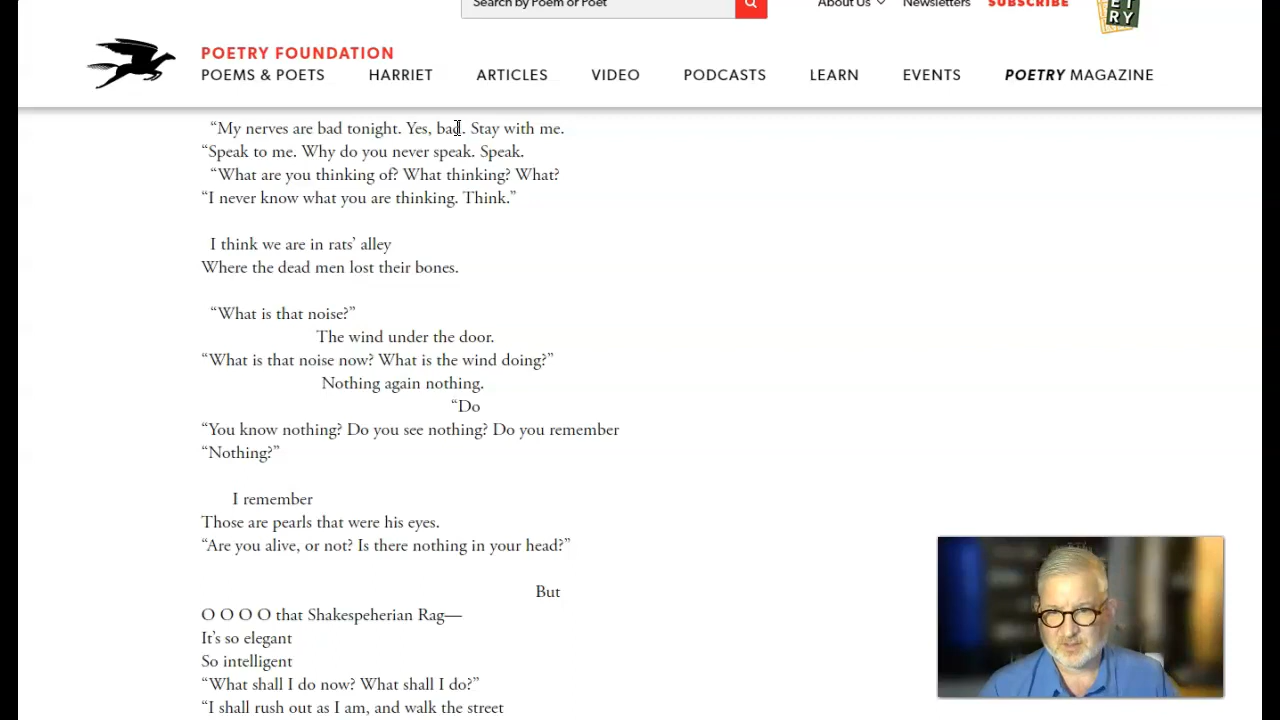 Search by Poem or Poet
About Us
Newsletters
SUBSCRIBE
ETRY
POETRY FOUNDATION
POEMS & POETS
HARRIET
ARTICLES
VIDEO
PODCASTS
LEARN
EVENTS
POETRY MAGAZINE
“My nerves are bad tonight. Yes, bad. Stay with me.
“Speak to me. Why do you never speak. Speak.
“What are you thinking of? What thinking? What?
“I never know what you are thinking. Think.”
I think we are in rats’ alley
Where the dead men lost their bones.
“What is that noise?”
The wind under the door.
“What is that noise now? What is the wind doing?”
Nothing again nothing.
“Do
“You know nothing? Do you see nothing? Do you remember
“Nothing?”
I remember
Those are pearls that were his eyes.
“Are you alive, or not? Is there nothing in your head?”
But
O O O O that Shakespeherian Rag—
It’s so elegant
So intelligent
“What shall I do now? What shall I do?”
“I shall rush out as I am, and walk the street